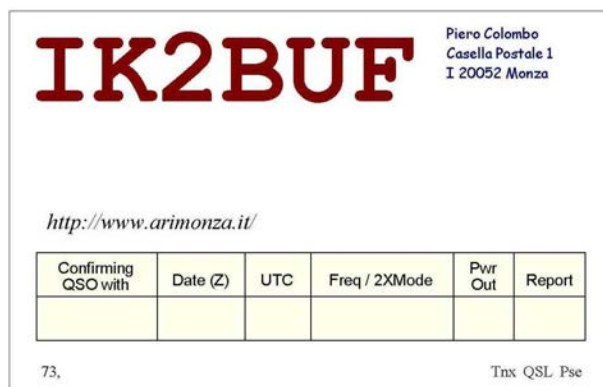 IK2BUF
Piero Colombo
Casella Postale 1
I 20052 Monza
http://www.arimonza.it/
Confirming QSO with Date (Z) UTC Freq / 2XMode Pwr Out Report
73, Tnx QSL Pse